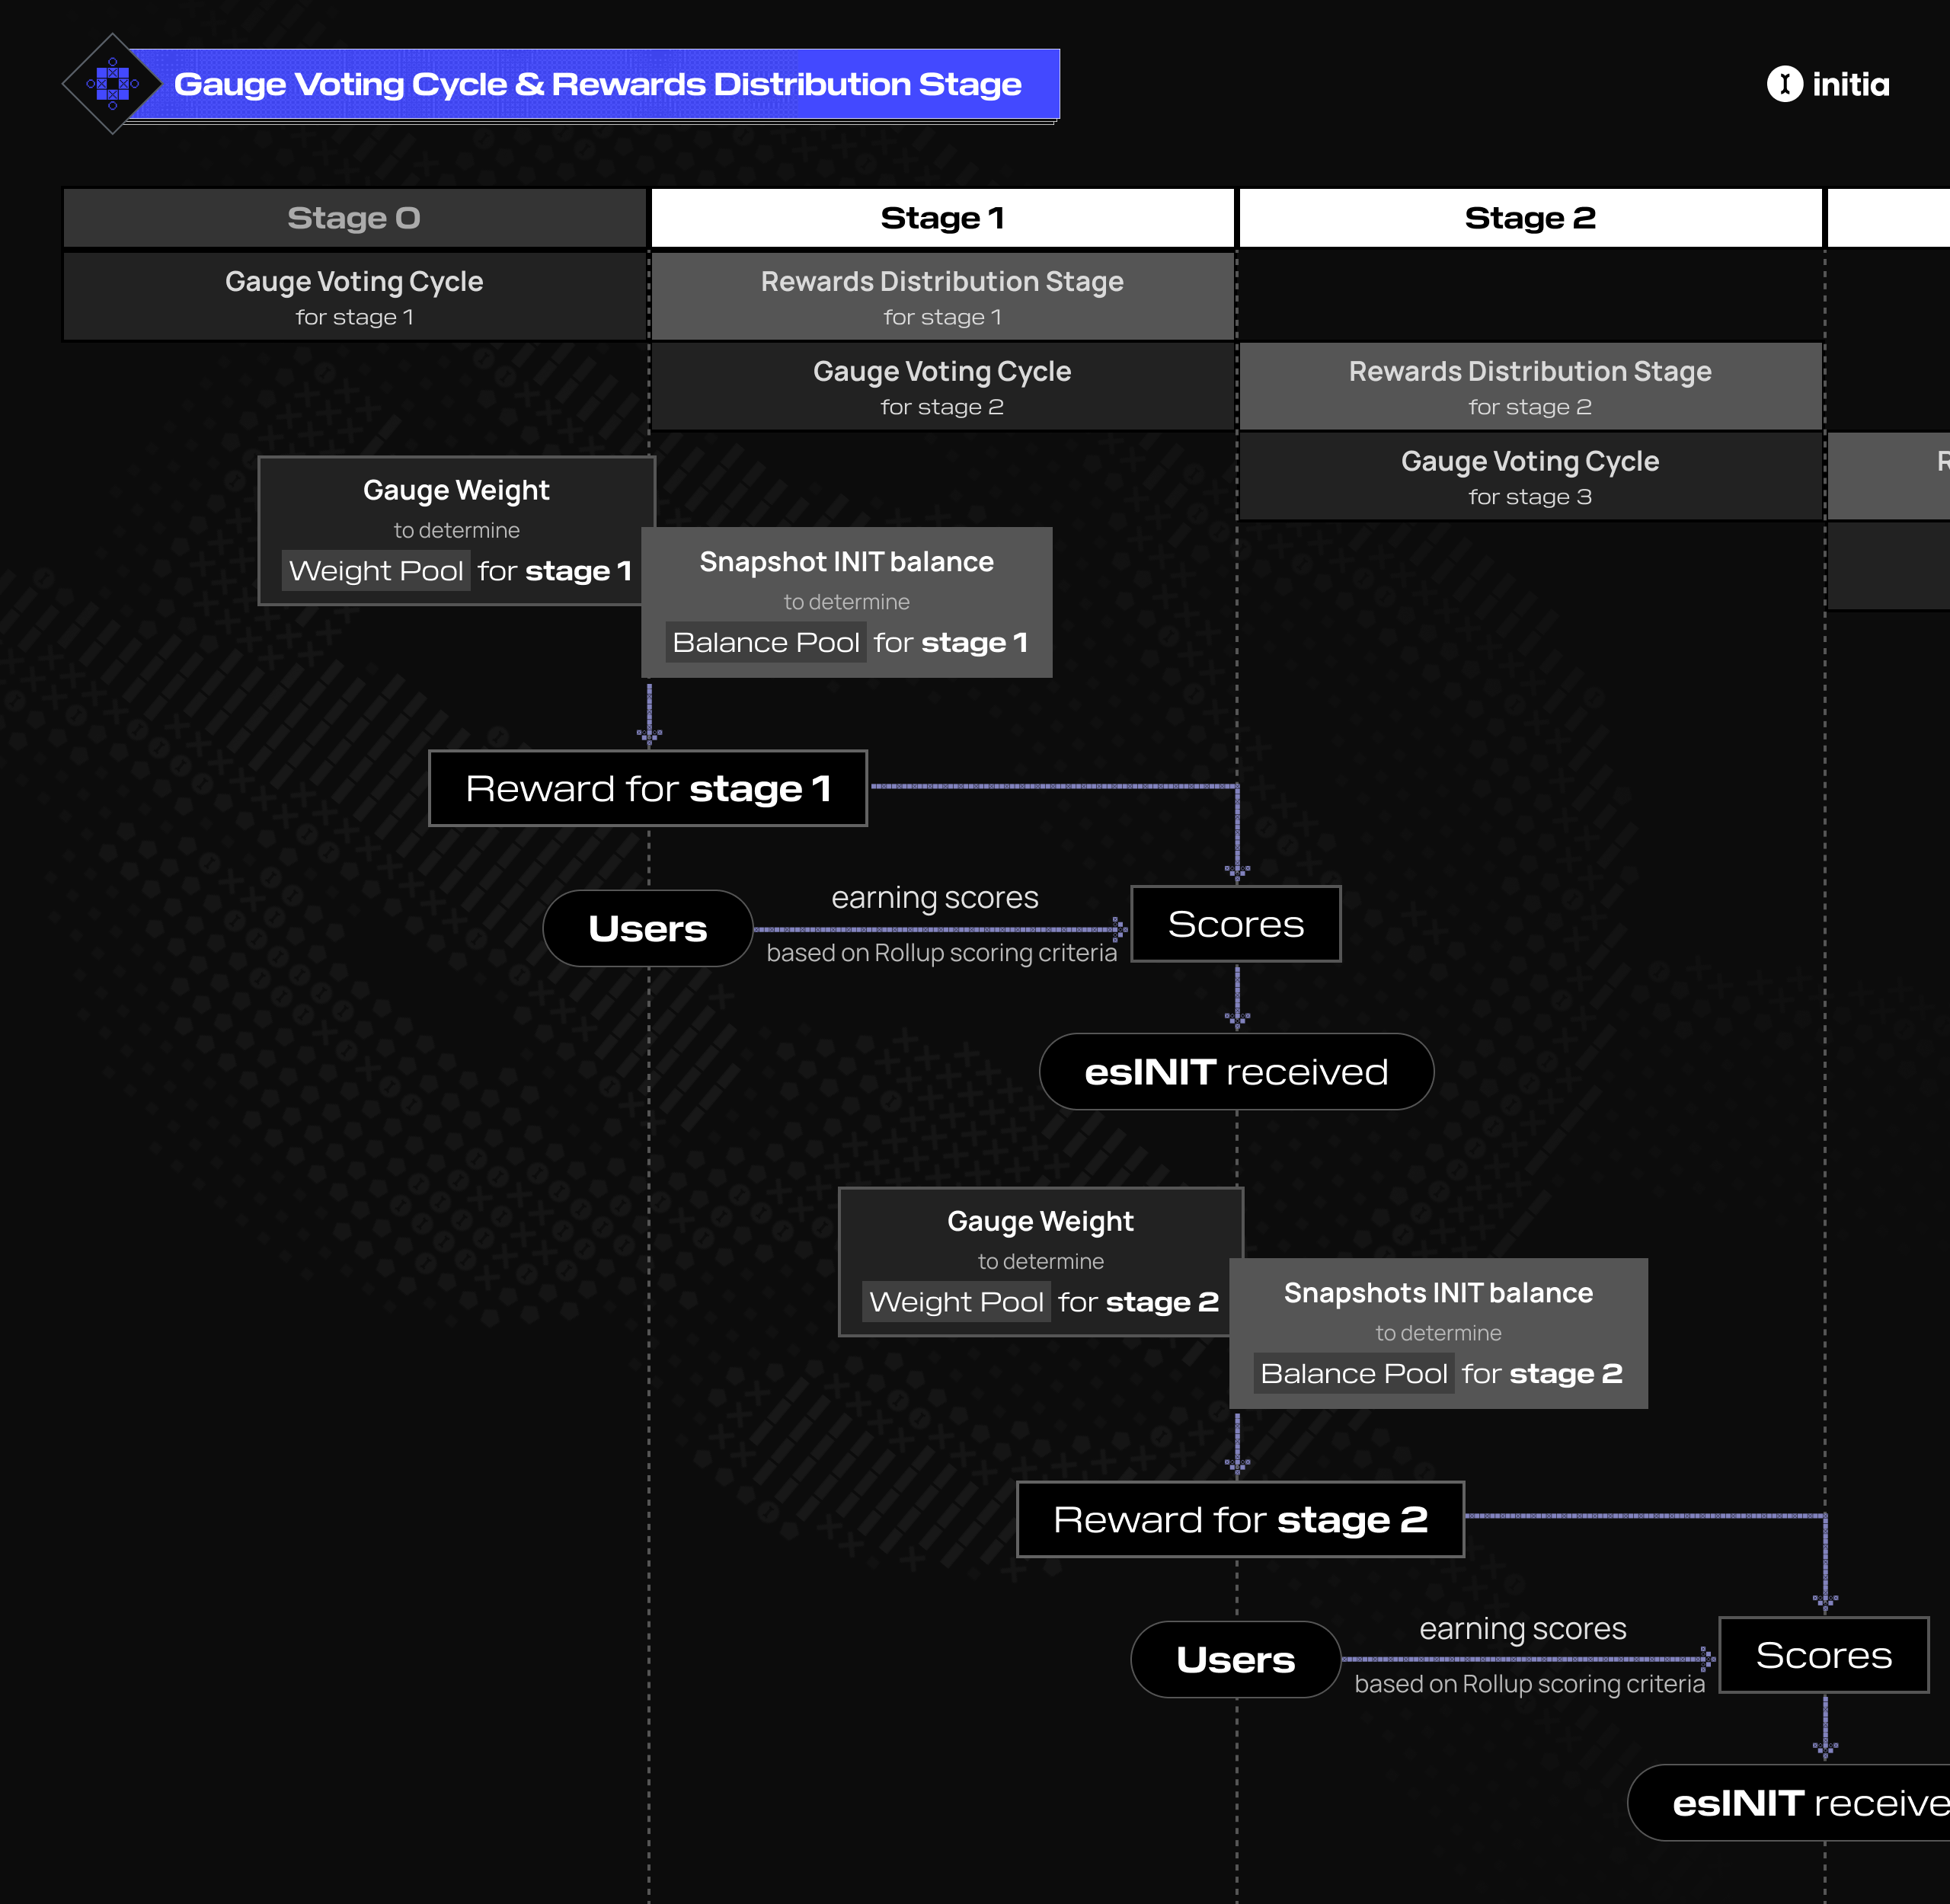 Gauge Voting Cycle & Rewards Distribution Stage
initia
Stage 0
Stage 1
Stage 2
Gauge Voting Cycle
for stage 1
Rewards Distribution Stage
for stage 1
Gauge Voting Cycle
for stage 2
Rewards Distribution Stage
for stage 2
Gauge Voting Cycle
for stage 3
R
Gauge Weight
to determine
Weight Pool for stage 1
Snapshot INIT balance
to determine
Balance Pool for stage 1
Reward for stage 1
Users
earning scores
based on Rollup scoring criteria
Scores
esINIT received
Gauge Weight
to determine
Weight Pool for stage 2
Snapshots INIT balance
to determine
Balance Pool for stage 2
Reward for stage 2
Users
earning scores
based on Rollup scoring criteria
Scores
esINIT receive